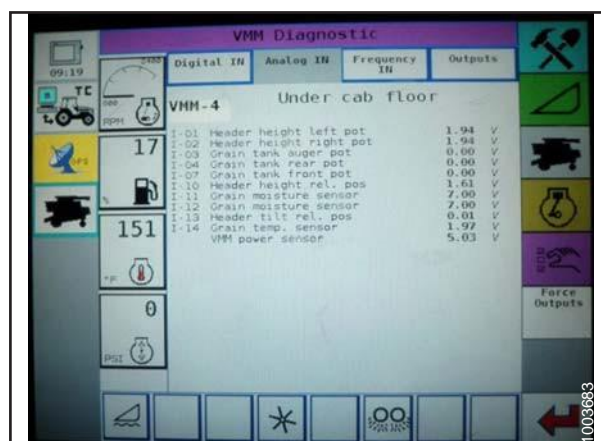 VMM Diagnostic
09:19
TC
GPS
RPM
17
151
°F
0
PSI
Digital IN
Analog IN
Frequency
IN
Outputs
VMM-4
Under cab floor
I-01 Header height left pot 1.94 V
I-02 Header height right pot 1.94 V
I-03 Grain tank auger pot 0.00 V
I-04 Grain tank rear pot 0.00 V
I-07 Grain tank front pot 0.00 V
I-10 Header height rel. pos 1.61 V
I-11 Grain moisture sensor 7.00 V
I-12 Grain moisture sensor 7.00 V
I-13 Header tilt rel. pos 0.01 V
I-14 Grain temp. sensor 1.97 V
VMM power sensor 5.03 V
Force
Outputs
1003683